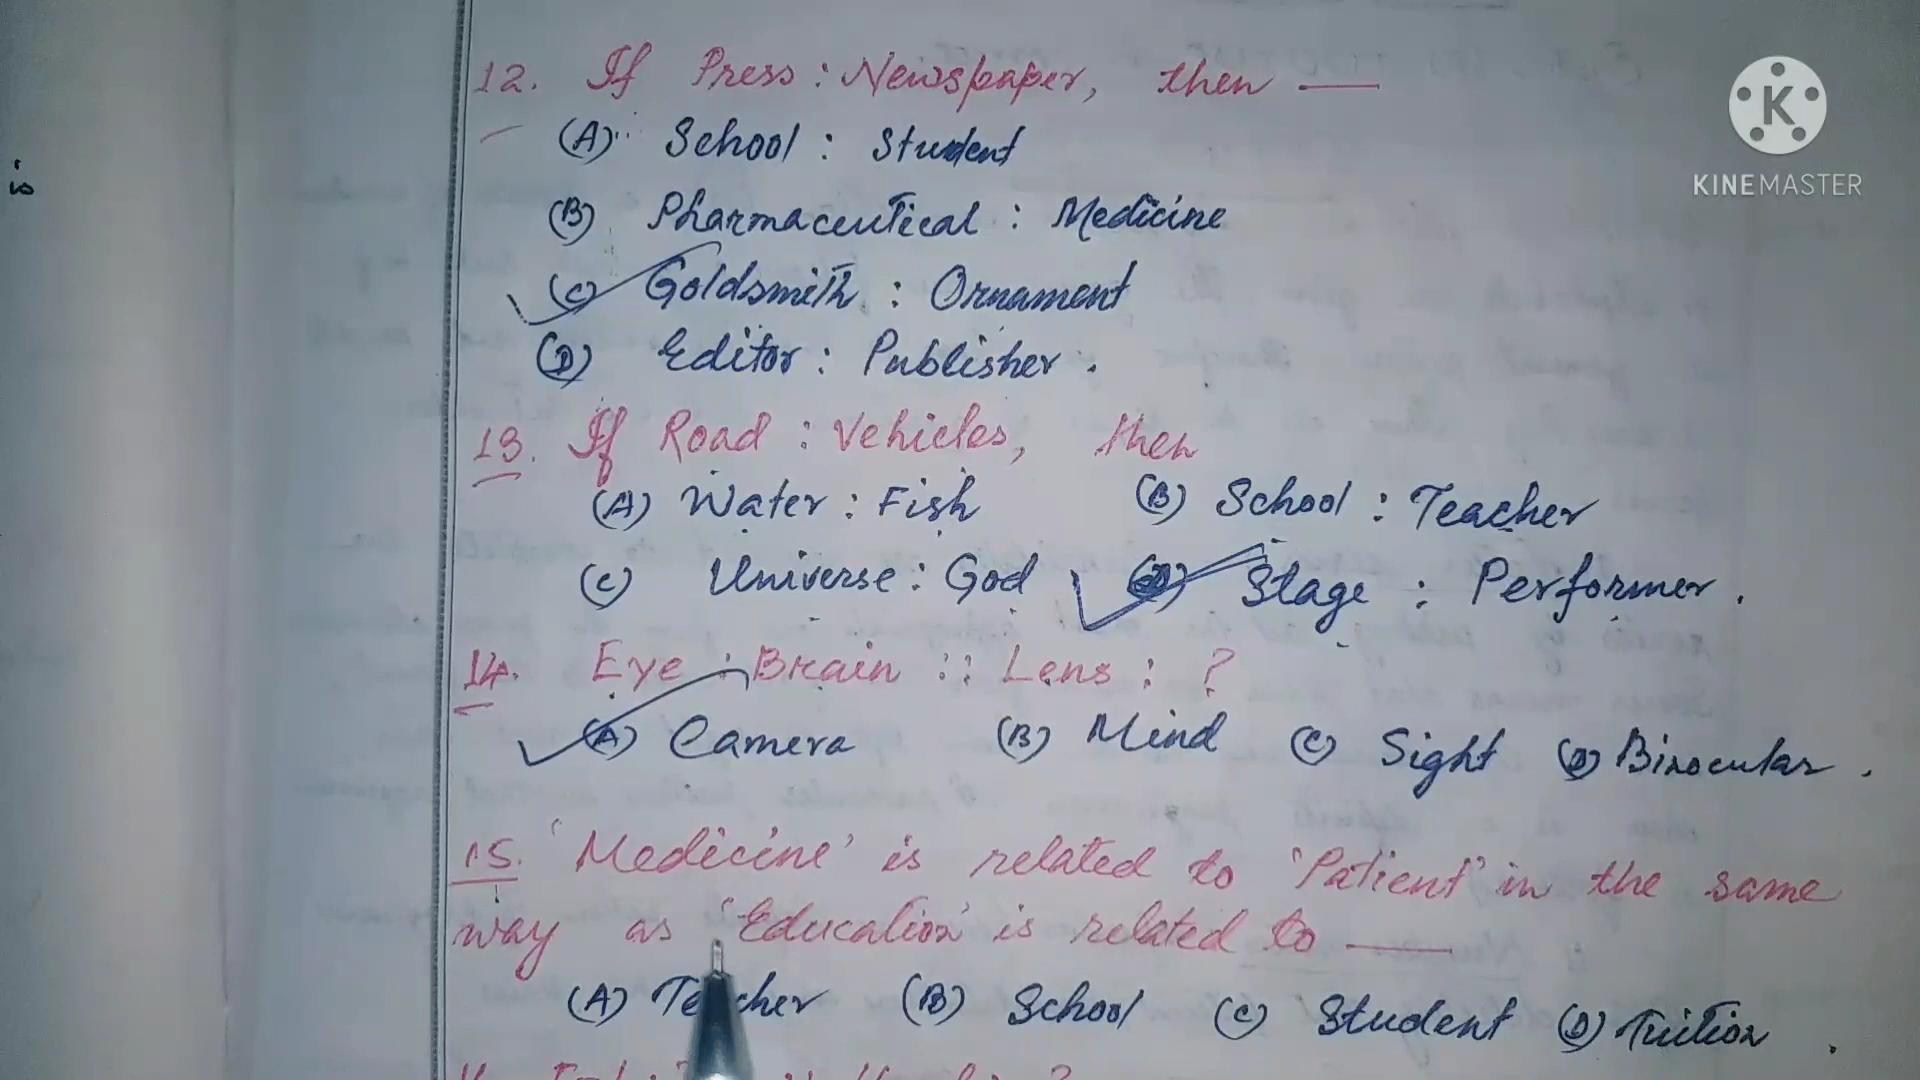 12. If Press : Newspaper, then —
(A) School : Student
(B) Pharmaceutical : Medicine
(C) Goldsmith : Ornament
(D) Editor : Publisher.
13. If Road : Vehicles, then
(A) Water : Fish (B) School : Teacher
(C) Universe : God (D) Stage : Performer.
14. Eye : Brain :: Lens : ?
(A) Camera (B) Mind (C) Sight (D) Binocular.
15. 'Medicine' is related to 'Patient' in the same
way as 'Education' is related to —
(A) Teacher (B) School (C) Student (D) Tuition.
K
KINEMASTER
is